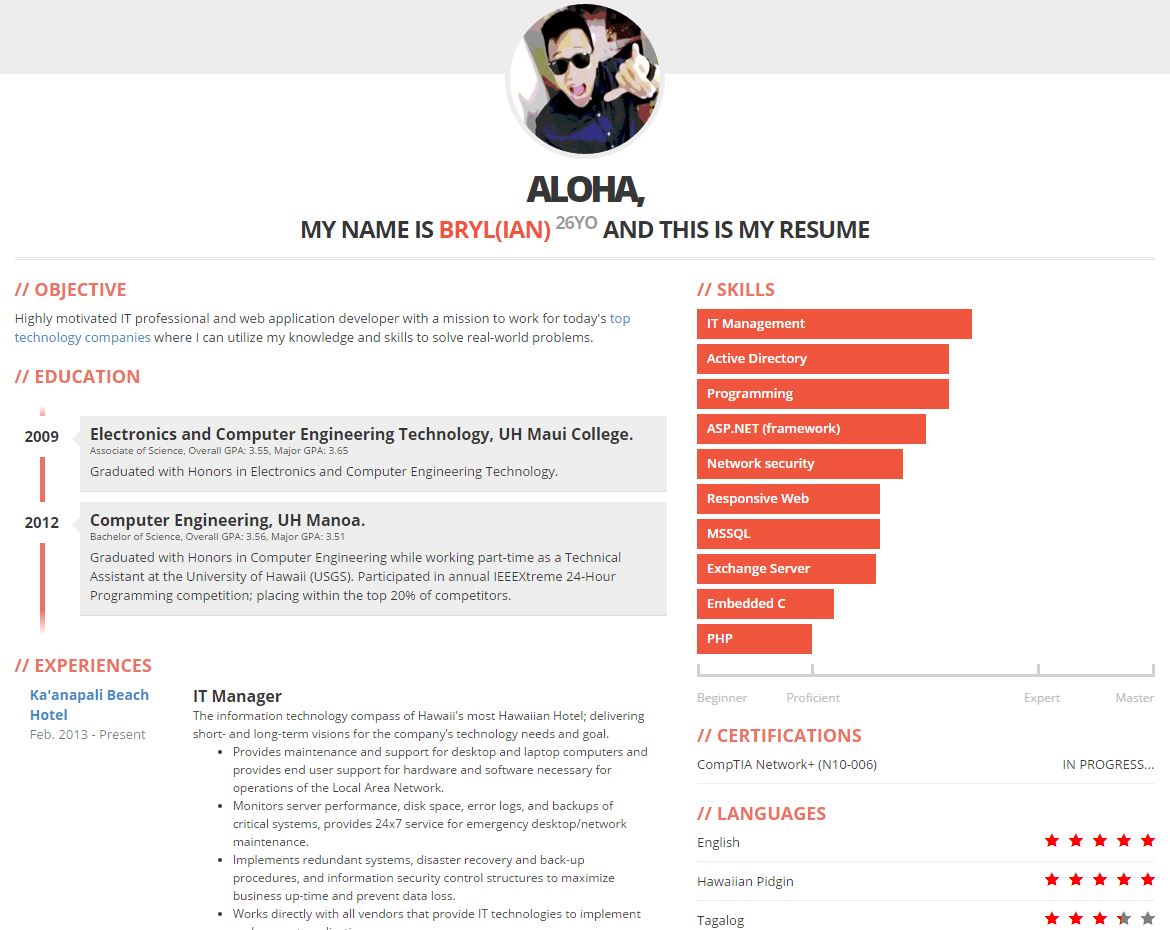 ALOHA,
MY NAME IS BRYL(IAN) 26YO AND THIS IS MY RESUME
// OBJECTIVE
Highly motivated IT professional and web application developer with a mission to work for today's top
technology companies where I can utilize my knowledge and skills to solve real-world problems.
// EDUCATION
2009
Electronics and Computer Engineering Technology, UH Maui College.
Associate of Science, Overall GPA: 3.55, Major GPA: 3.65
Graduated with Honors in Electronics and Computer Engineering Technology.
2012
Computer Engineering, UH Manoa.
Bachelor of Science, Overall GPA: 3.56, Major GPA: 3.51
Graduated with Honors in Computer Engineering while working part-time as a Technical
Assistant at the University of Hawaii (USGS). Participated in annual IEEEXtreme 24-Hour
Programming competition; placing within the top 20% of competitors.
// EXPERIENCES
Ka'anapali Beach
Hotel
Feb. 2013 - Present
IT Manager
The information technology compass of Hawaii's most Hawaiian Hotel; delivering
short- and long-term visions for the company's technology needs and goal.
• Provides maintenance and support for desktop and laptop computers and
provides end user support for hardware and software necessary for
operations of the Local Area Network.
• Monitors server performance, disk space, error logs, and backups of
critical systems, provides 24x7 service for emergency desktop/network
maintenance.
• Implements redundant systems, disaster recovery and back-up
procedures, and information security control structures to maximize
business up-time and prevent data loss.
• Works directly with all vendors that provide IT technologies to implement
// SKILLS
IT Management
Active Directory
Programming
ASP.NET (framework)
Network security
Responsive Web
MSSQL
Exchange Server
Embedded C
PHP
Beginner Proficient Expert Master
// CERTIFICATIONS
CompTIA Network+ (N10-006) IN PROGRESS...
// LANGUAGES
English
Hawaiian Pidgin
Tagalog